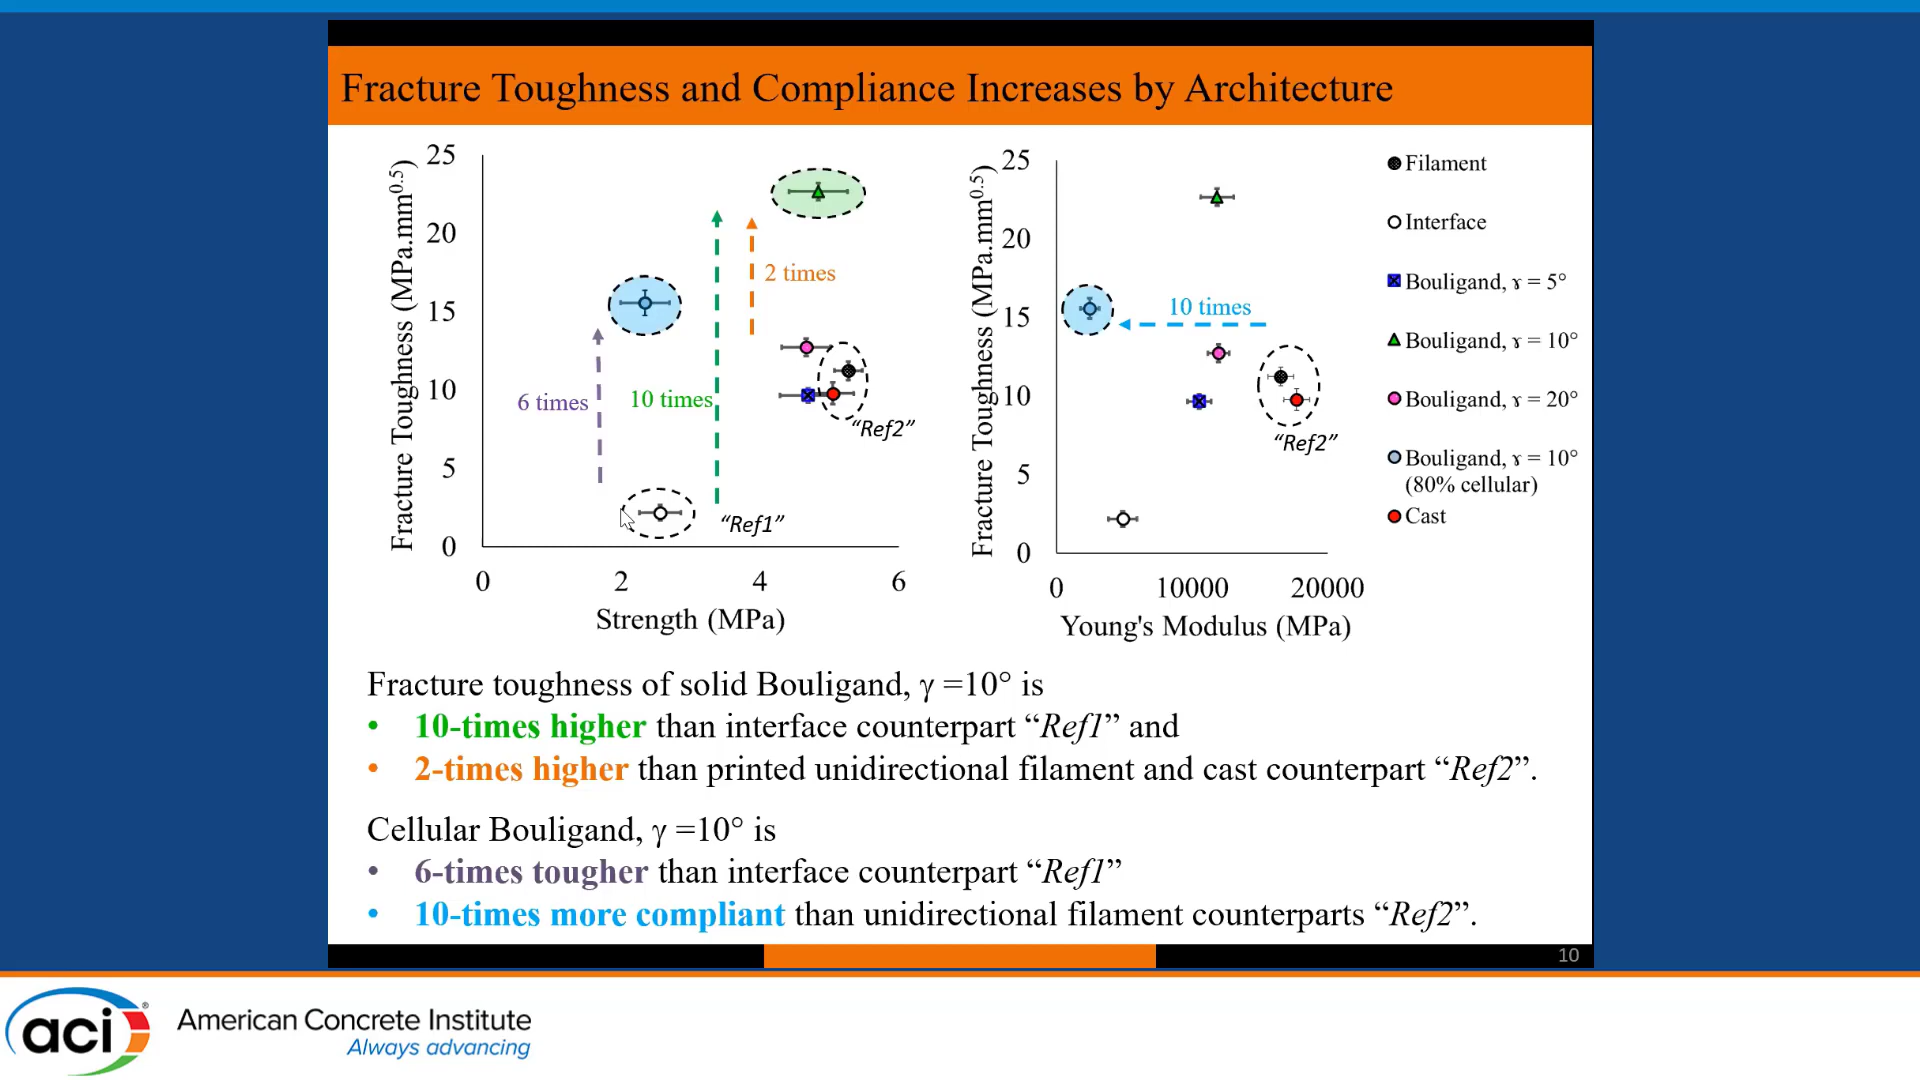 Fracture Toughness and Compliance Increases by Architecture
Fracture Toughness (MPa.mm0.5)
25
20
15
10
5
0
0
2
4
6
Strength (MPa)
6 times
10 times
2 times
“Ref1”
“Ref2”
Fracture Toughness (MPa.mm0.5)
25
20
15
10
5
0
0
10000
20000
Young's Modulus (MPa)
10 times
“Ref2”
Filament
Interface
Bouligand, ɤ = 5°
Bouligand, ɤ = 10°
Bouligand, ɤ = 20°
Bouligand, ɤ = 10°
(80% cellular)
Cast
Fracture toughness of solid Bouligand, γ =10° is
• 10-times higher than interface counterpart “Ref1” and
• 2-times higher than printed unidirectional filament and cast counterpart “Ref2”.
Cellular Bouligand, γ =10° is
• 6-times tougher than interface counterpart “Ref1”
• 10-times more compliant than unidirectional filament counterparts “Ref2”.
10
aci®
American Concrete Institute
Always advancing